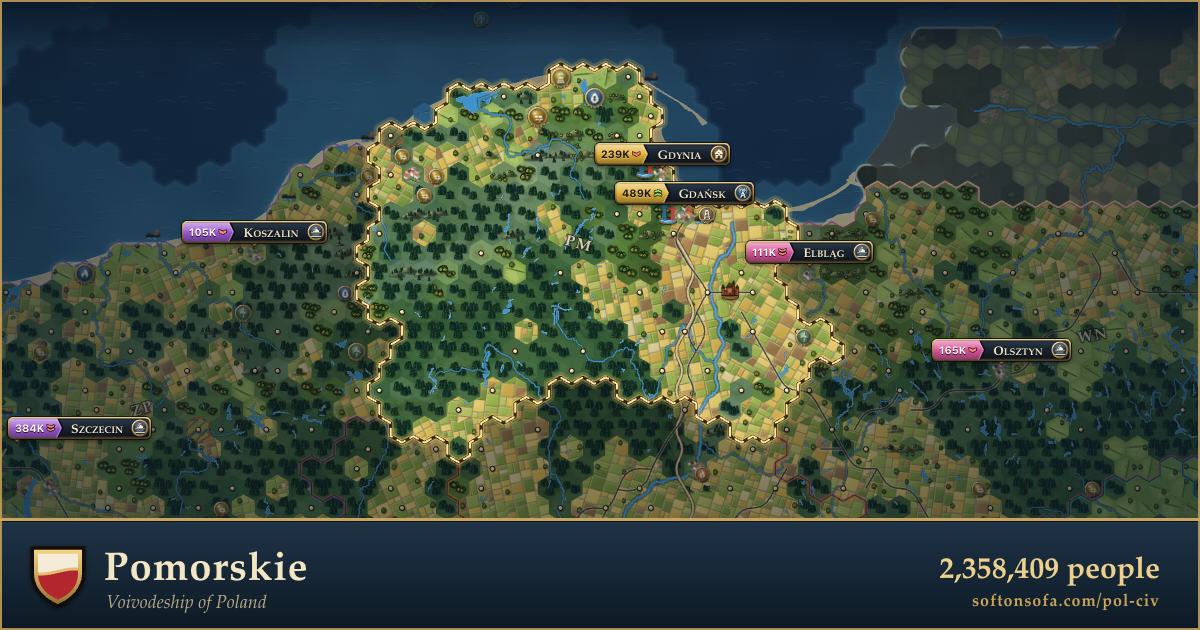 239K GDYNIA
489K GDAŃSK
105K KOSZALIN
PM
111K ELBLĄG
WN
165K OLSZTYN
ZP
384K SZCZECIN
Pomorskie
2,358,409 people
Voivodeship of Poland
softonsofa.com/pol-civ